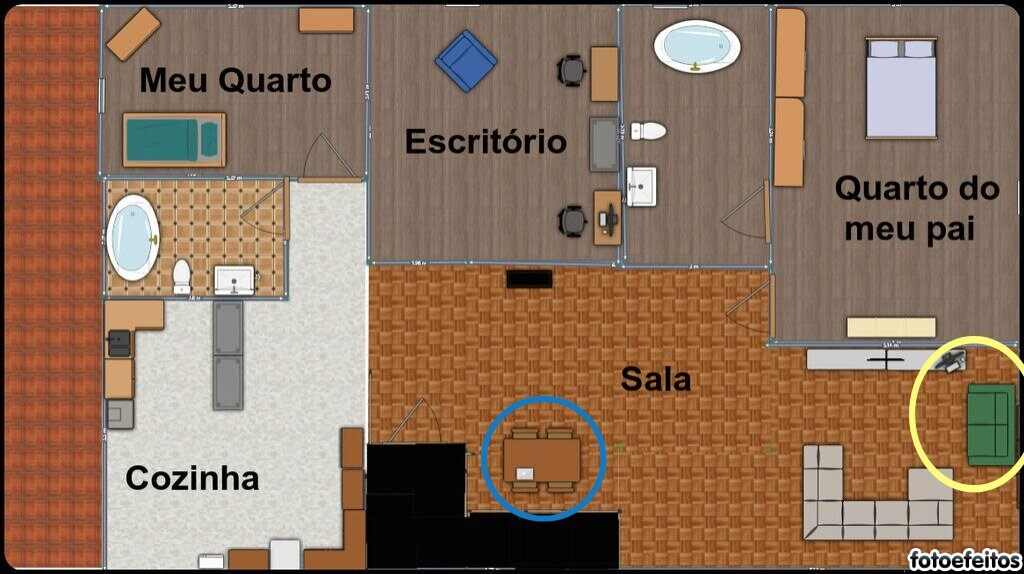 Meu Quarto
Escritório
Quarto do
meu pai
Sala
Cozinha
fotoefeitos